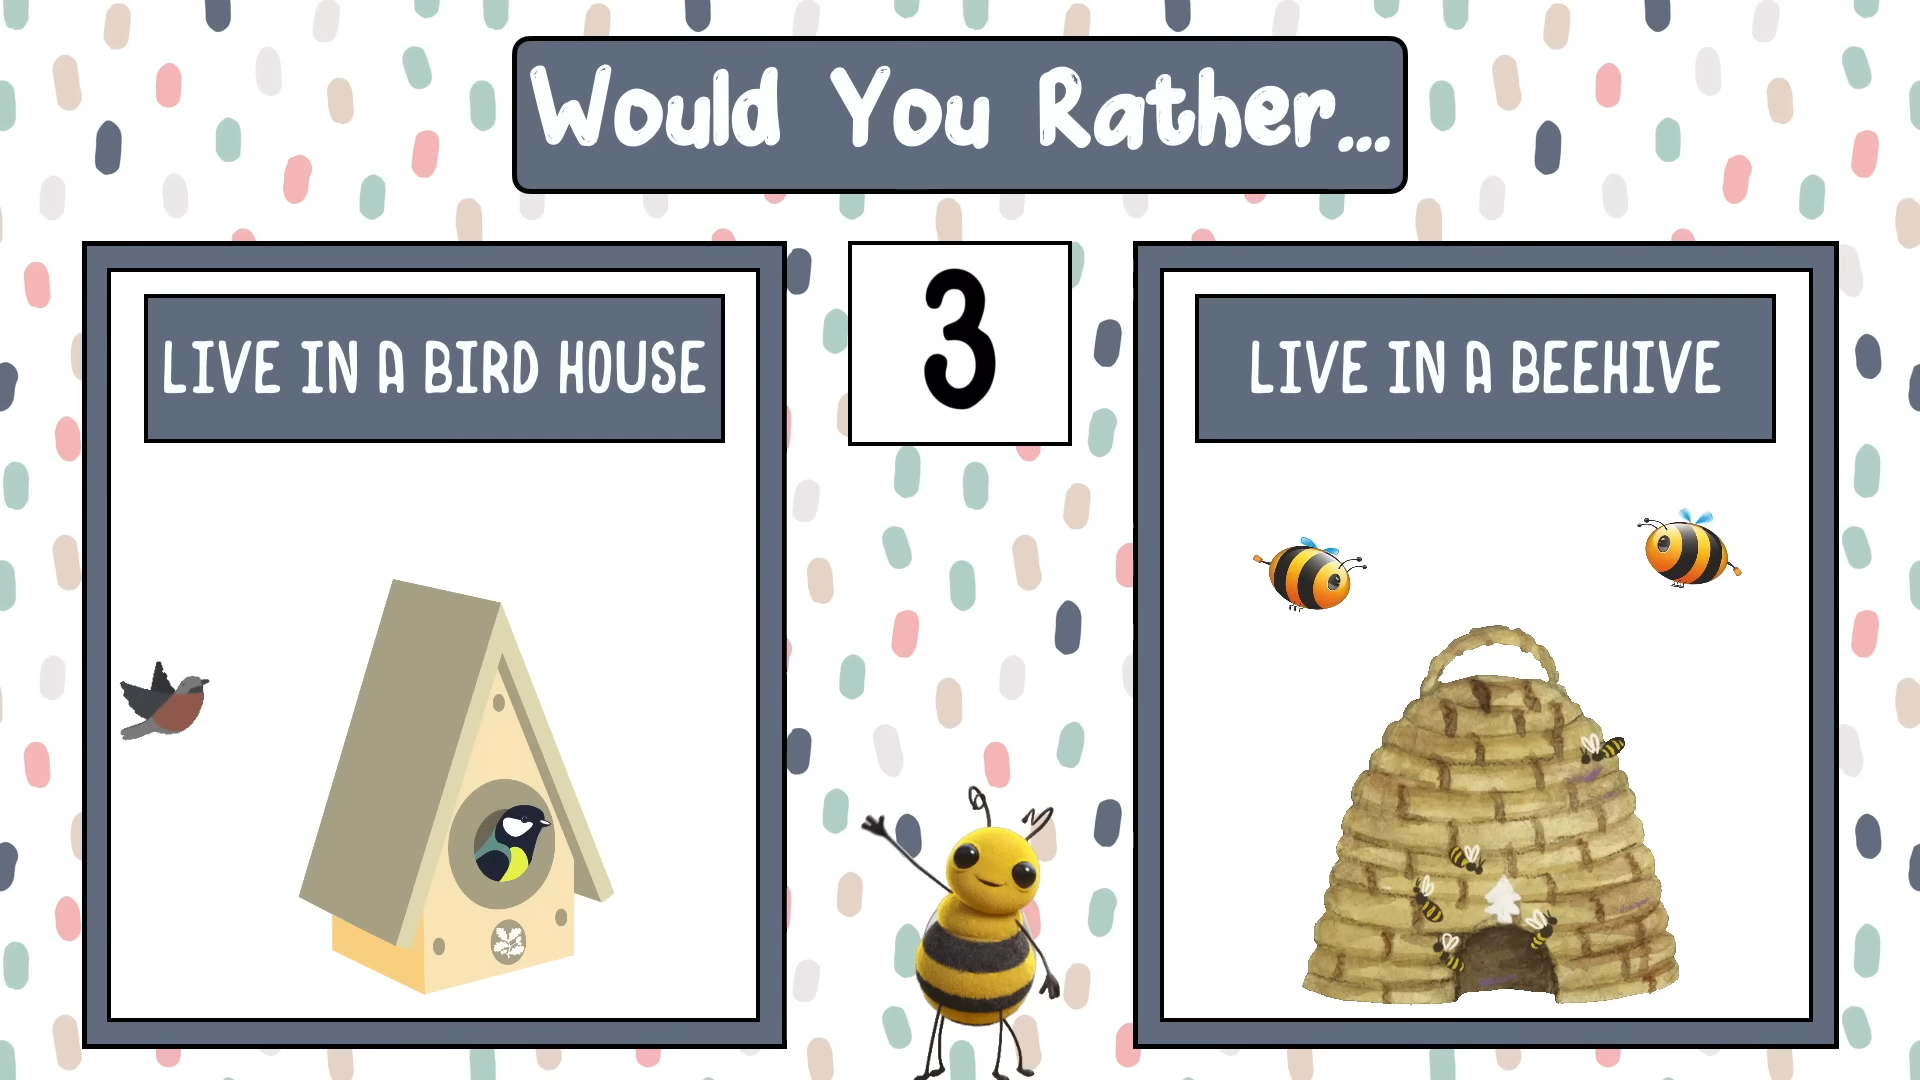 Would You Rather...
LIVE IN A BIRD HOUSE
3
LIVE IN A BEEHIVE